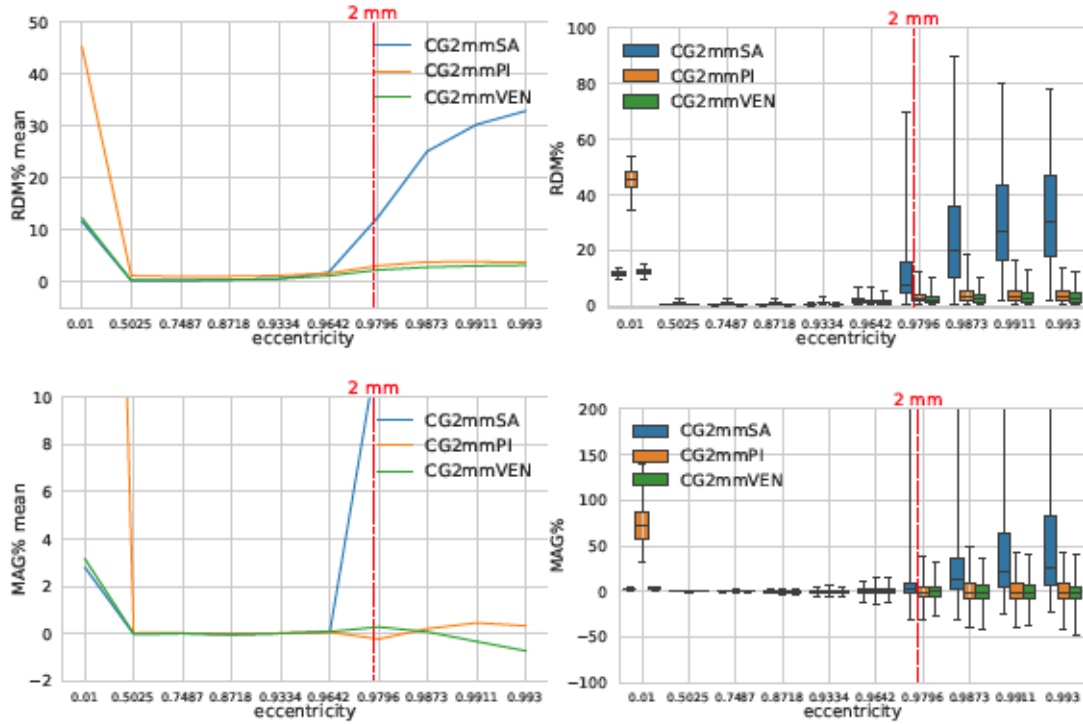 2 mm
50
40
30
20
10
0
RDM% mean
CG2mmSA
CG2mmPI
CG2mmVEN
0.01 0.5025 0.7487 0.8718 0.9334 0.9642 0.9796 0.9873 0.9911 0.993
eccentricity
2 mm
100
80
60
40
20
0
RDM%
CG2mmSA
CG2mmPI
CG2mmVEN
0.01 0.5025 0.7487 0.8718 0.9334 0.9642 0.9796 0.9873 0.9911 0.993
eccentricity
2 mm
10
8
6
4
2
0
−2
MAG% mean
CG2mmSA
CG2mmPI
CG2mmVEN
0.01 0.5025 0.7487 0.8718 0.9334 0.9642 0.9796 0.9873 0.9911 0.993
eccentricity
2 mm
200
150
100
50
0
−50
−100
MAG%
CG2mmSA
CG2mmPI
CG2mmVEN
0.01 0.5025 0.7487 0.8718 0.9334 0.9642 0.9796 0.9873 0.9911 0.993
eccentricity